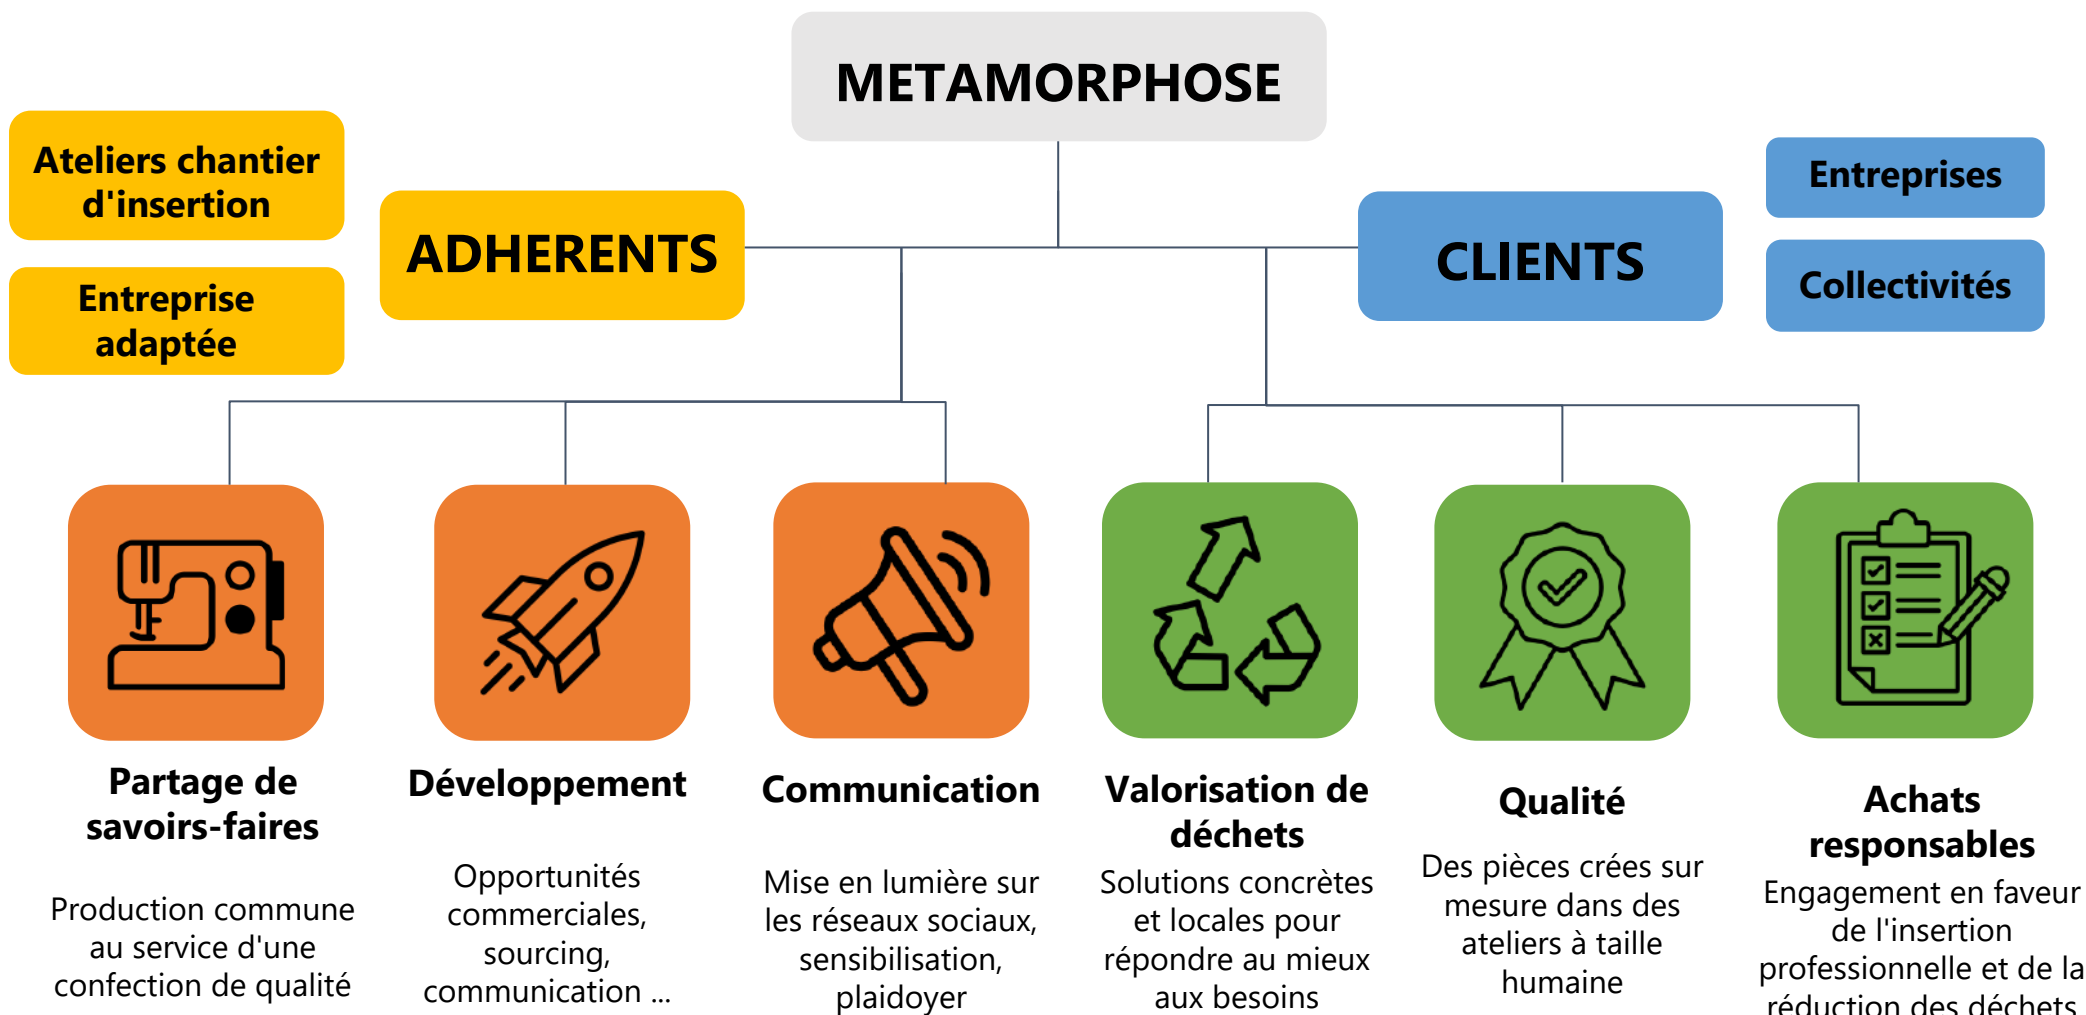 METAMORPHOSE
Ateliers chantier
d'insertion
Entreprise
adaptée
ADHERENTS
CLIENTS
Entreprises
Collectivités
Partage de
savoirs-faires
Production commune
au service d'une
confection de qualité
Développement
Opportunités
commerciales,
sourcing,
communication ...
Communication
Mise en lumière sur
les réseaux sociaux,
sensibilisation,
plaidoyer
Valorisation de
déchets
Solutions concrètes
et locales pour
répondre au mieux
aux besoins
Qualité
Des pièces crées sur
mesure dans des
ateliers à taille
humaine
Achats
responsables
Engagement en faveur
de l'insertion
professionnelle et de la
réduction des déchets